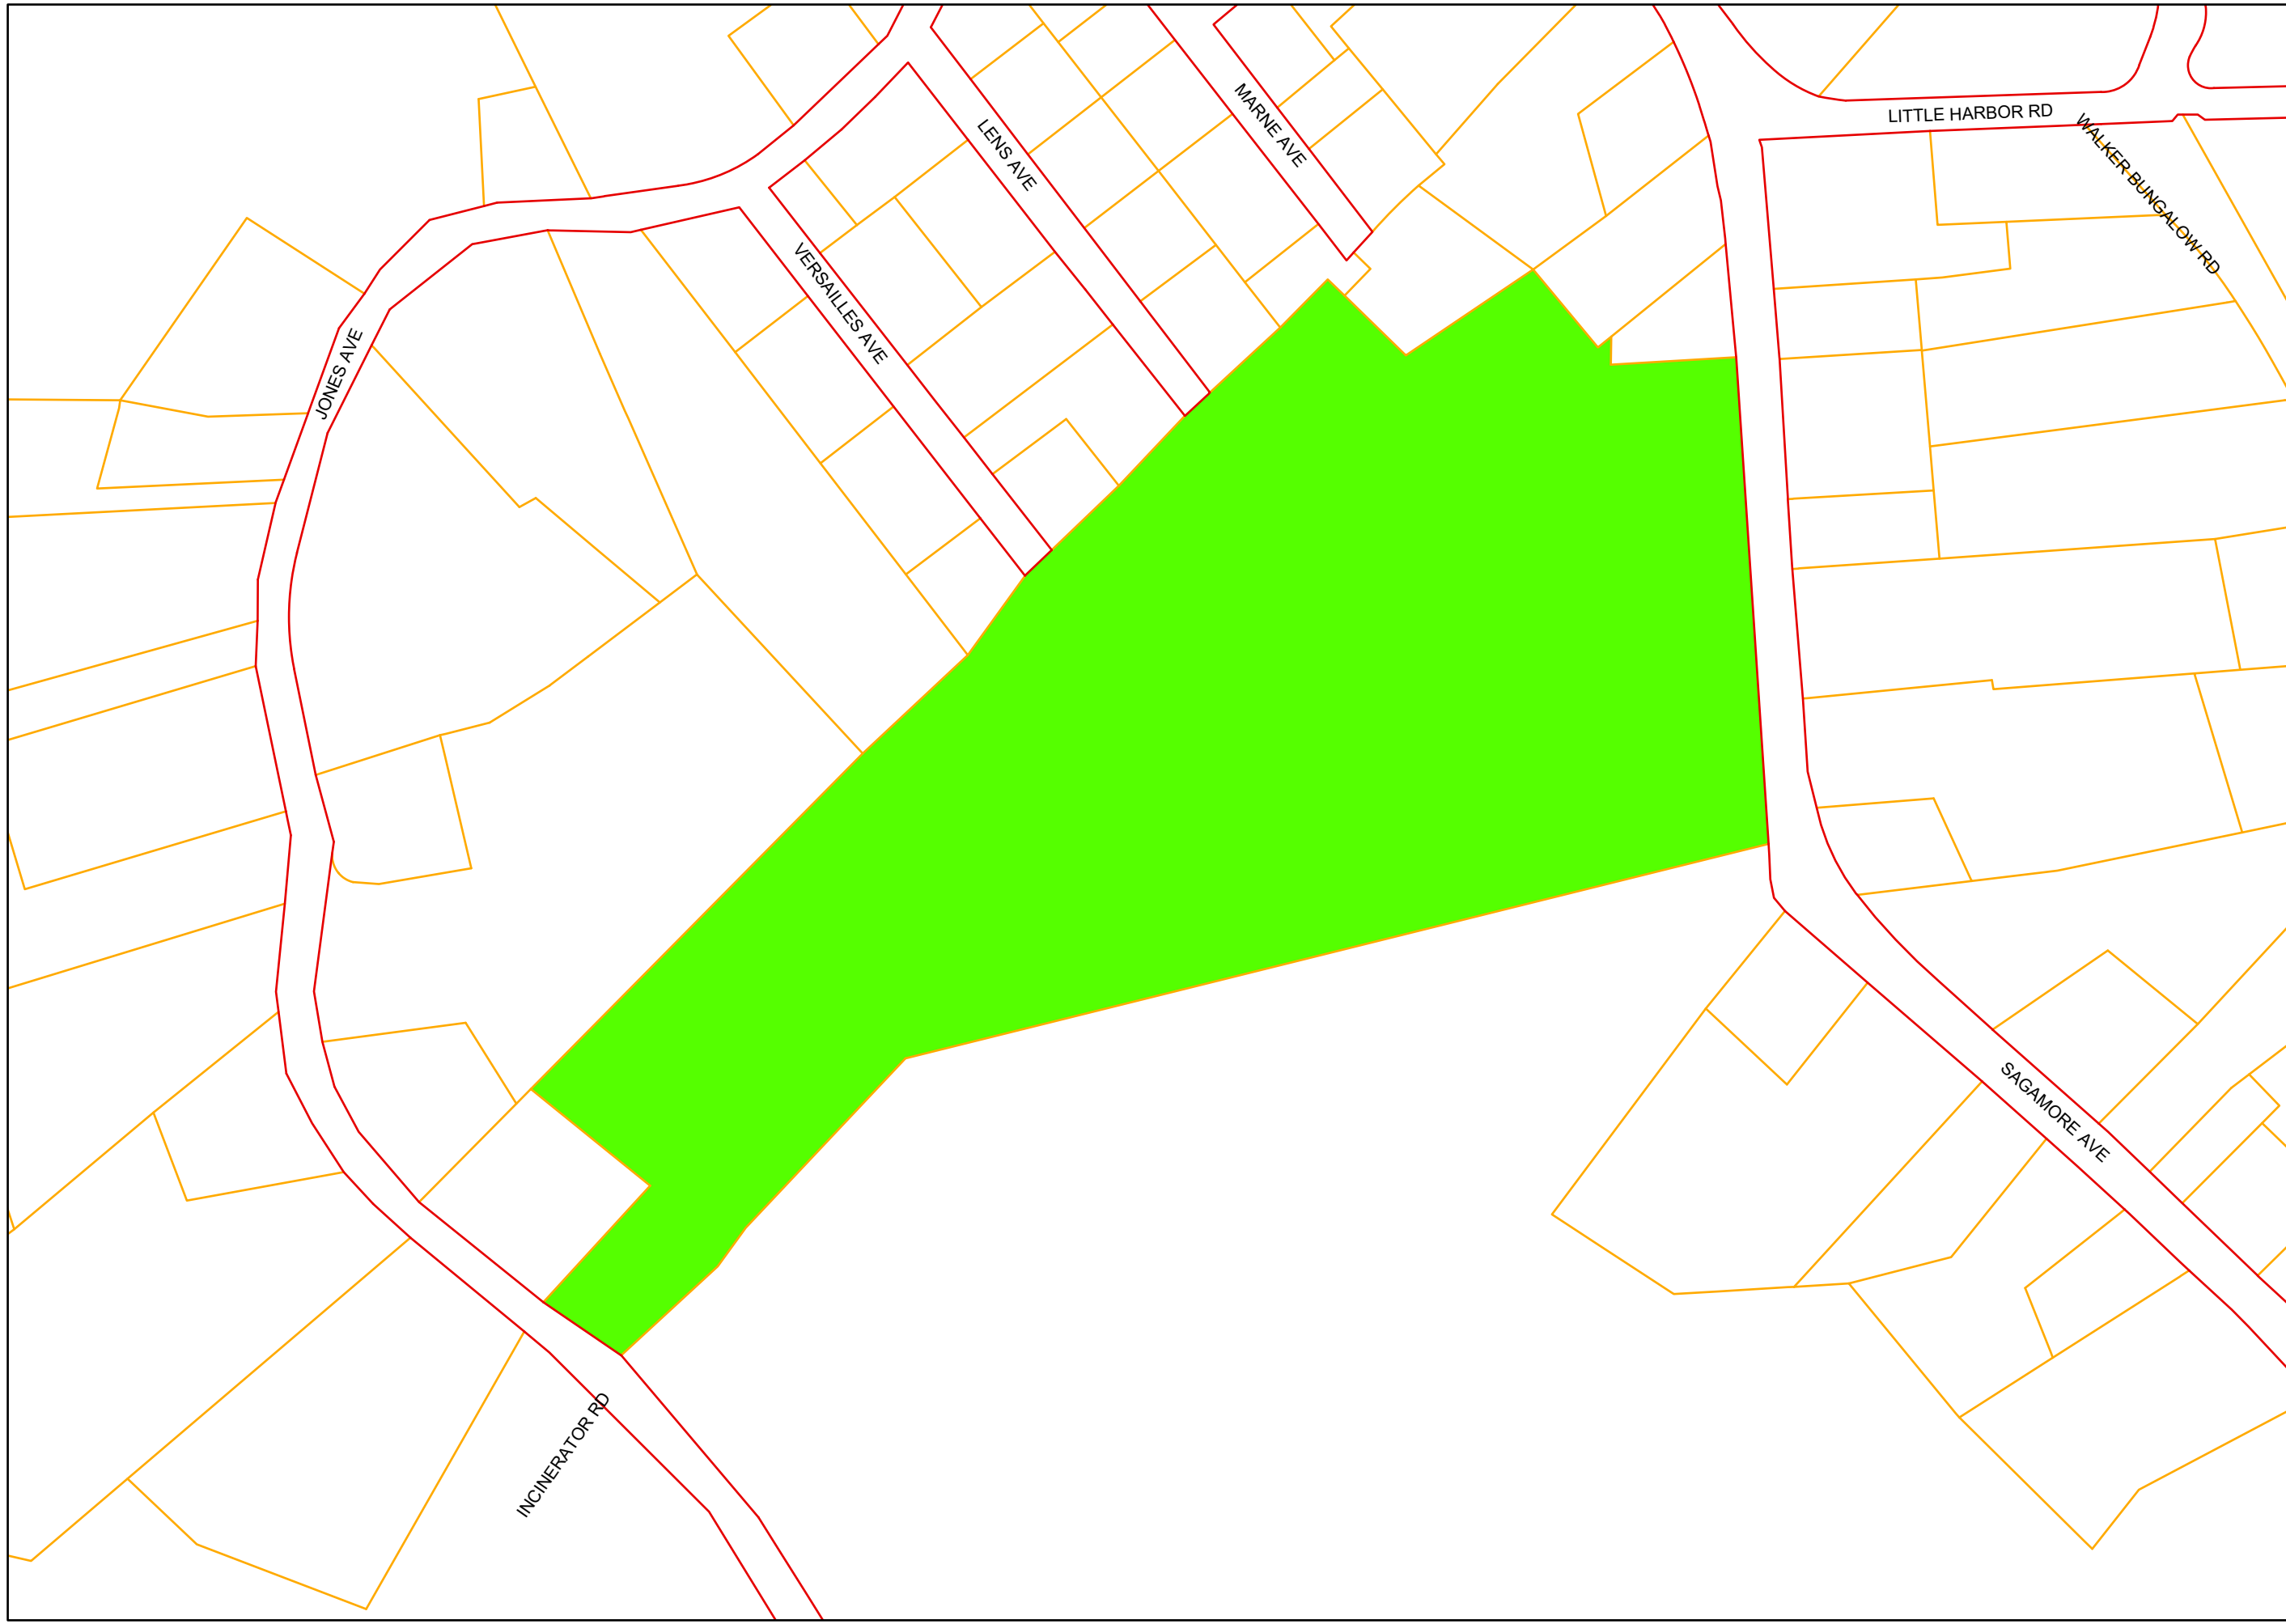 LITTLE HARBOR RD
MARNE AVE
LENS AVE
WALKER BUNGALOW RD
VERSAILLES AVE
JONES AVE
SAGAMORE AVE
INCINERATOR RD